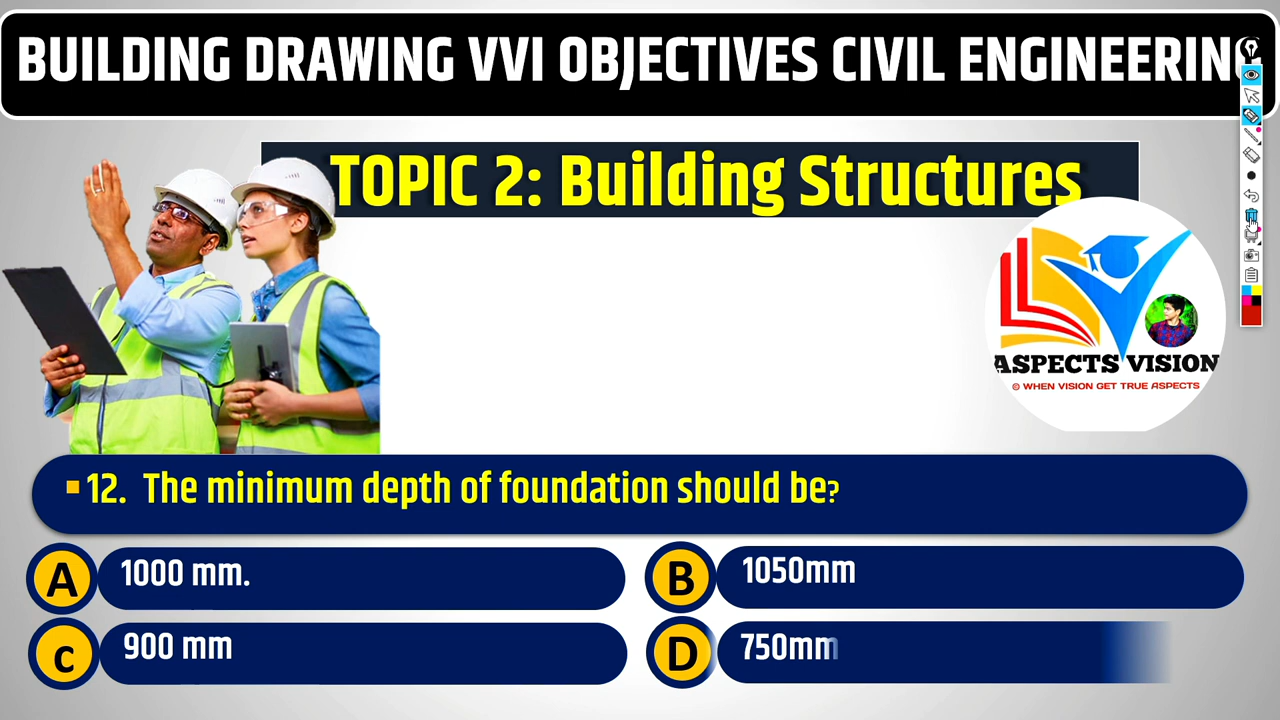 BUILDING DRAWING VVI OBJECTIVES CIVIL ENGINEERING
TOPIC 2: Building Structures
ASPECTS VISION
© WHEN VISION GET TRUE ASPECTS
12. The minimum depth of foundation should be?
A 1000 mm.
B 1050mm
c 900 mm
D 750mm